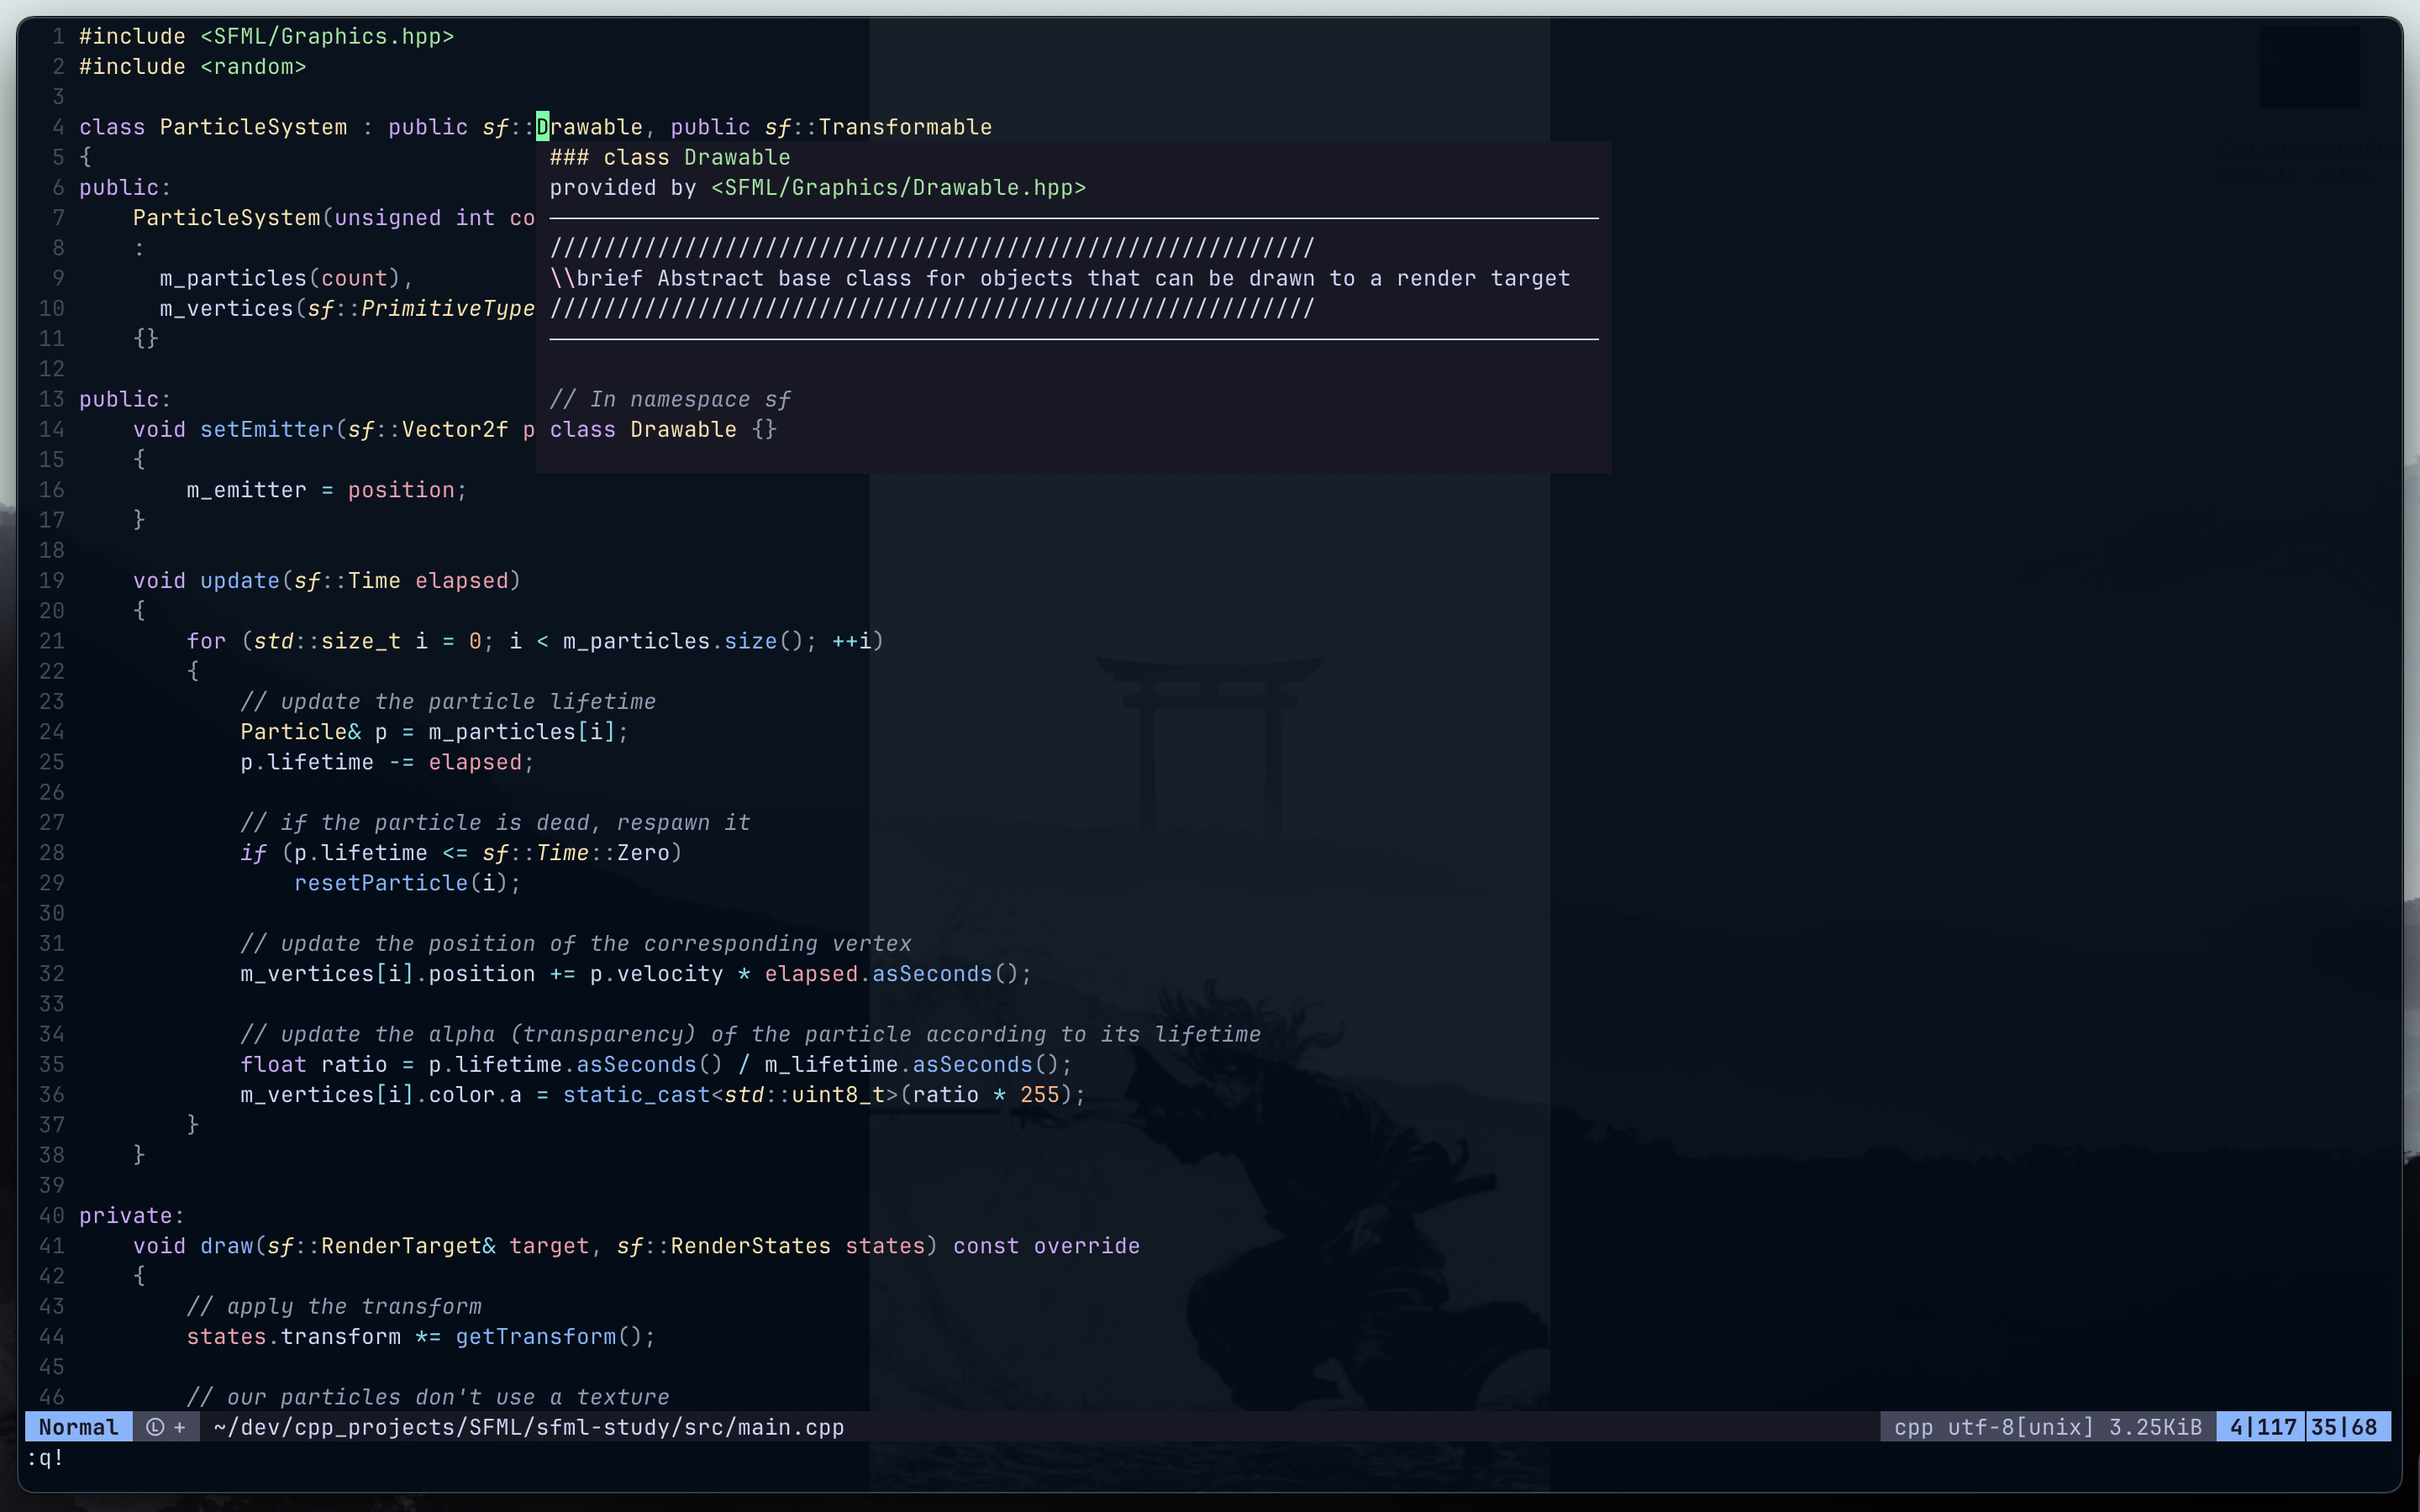 1 #include <SFML/Graphics.hpp>
2 #include <random>
3
4 class ParticleSystem : public sf::Drawable, public sf::Transformable
5 {
### class Drawable
6 public:
provided by <SFML/Graphics/Drawable.hpp>
7     ParticleSystem(unsigned int co
8     :
/////////////////////////////////////////////////////////
9       m_particles(count),
\\brief Abstract base class for objects that can be drawn to a render target
10       m_vertices(sf::PrimitiveType
/////////////////////////////////////////////////////////
11     {}
12
13 public:
// In namespace sf
14     void setEmitter(sf::Vector2f p
class Drawable {}
15     {
16         m_emitter = position;
17     }
18
19     void update(sf::Time elapsed)
20     {
21         for (std::size_t i = 0; i < m_particles.size(); ++i)
22         {
23             // update the particle lifetime
24             Particle& p = m_particles[i];
25             p.lifetime -= elapsed;
26
27             // if the particle is dead, respawn it
28             if (p.lifetime <= sf::Time::Zero)
29                 resetParticle(i);
30
31             // update the position of the corresponding vertex
32             m_vertices[i].position += p.velocity * elapsed.asSeconds();
33
34             // update the alpha (transparency) of the particle according to its lifetime
35             float ratio = p.lifetime.asSeconds() / m_lifetime.asSeconds();
36             m_vertices[i].color.a = static_cast<std::uint8_t>(ratio * 255);
37         }
38     }
39
40 private:
41     void draw(sf::RenderTarget& target, sf::RenderStates states) const override
42     {
43         // apply the transform
44         states.transform *= getTransform();
45
46         // our particles don't use a texture
Normal Ⓛ + ~/dev/cpp_projects/SFML/sfml-study/src/main.cpp cpp utf-8[unix] 3.25KiB 4|117 35|68
:q!